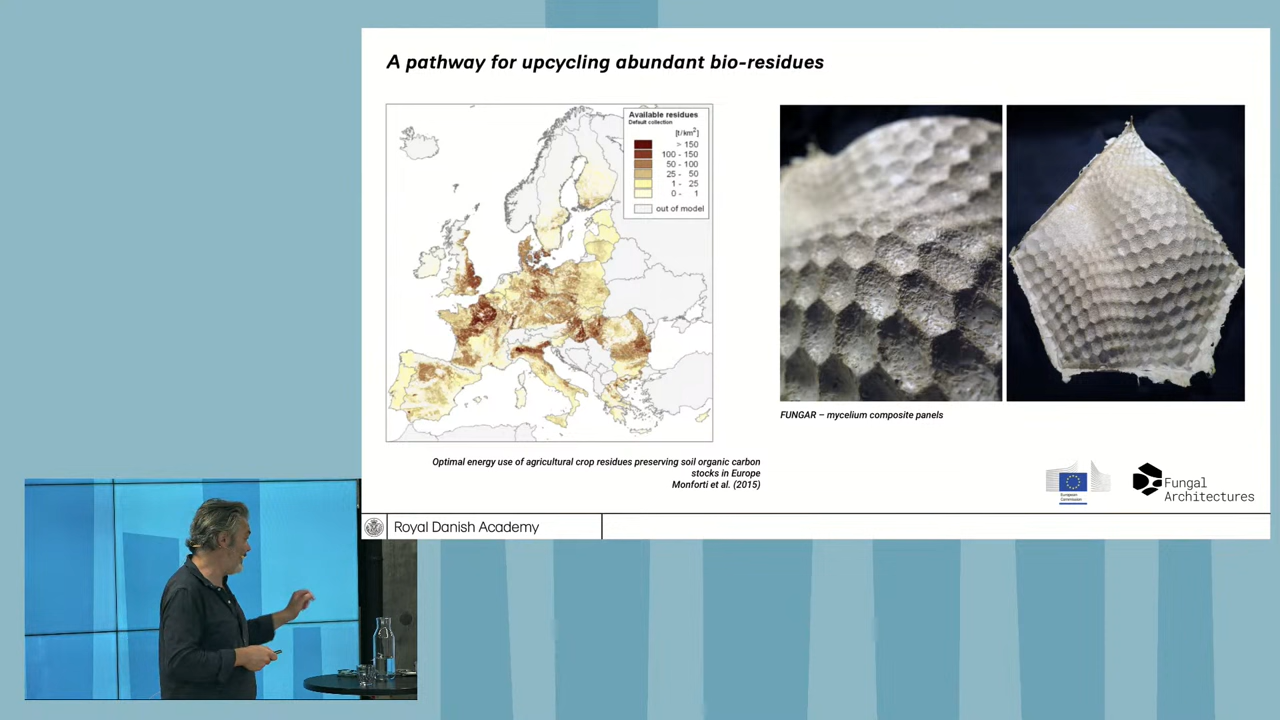 A pathway for upcycling abundant bio-residues
Available residues
Default collection
[t/km²]
> 150
100 - 150
50 - 100
25 - 50
1 - 25
0 - 1
out of model
FUNGAR – mycelium composite panels
Optimal energy use of agricultural crop residues preserving soil organic carbon
stocks in Europe
Monforti et al. (2015)
European
Commission
Fungal
Architectures
Royal Danish Academy